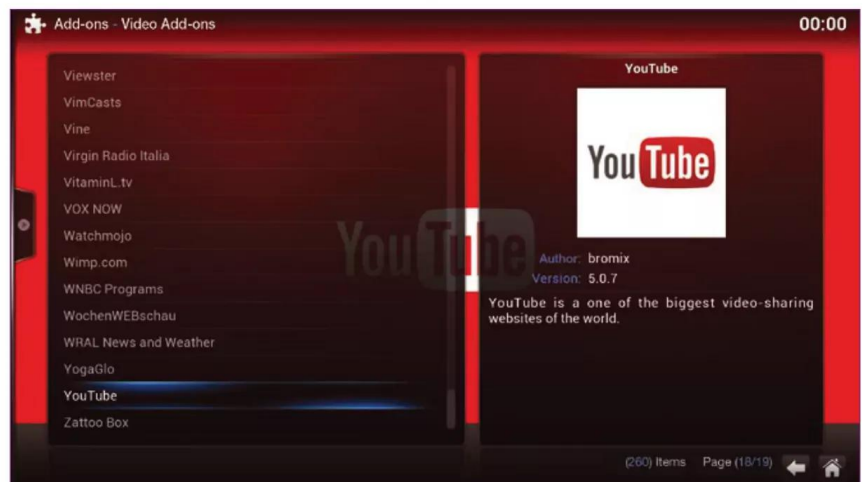 Add-ons - Video Add-ons
00:00
Viewster
VimCasts
Vine
Virgin Radio Italia
VitaminL.tv
VOX NOW
Watchmojo
Wimp.com
WNBC Programs
WochenWEBschau
WRAL News and Weather
YogaGlo
YouTube
Zattoo Box
YouTube
YouTube
YouTube
Author: bromix
Version: 5.0.7
YouTube is a one of the biggest video-sharing
websites of the world.
(260) Items Page (18/19)